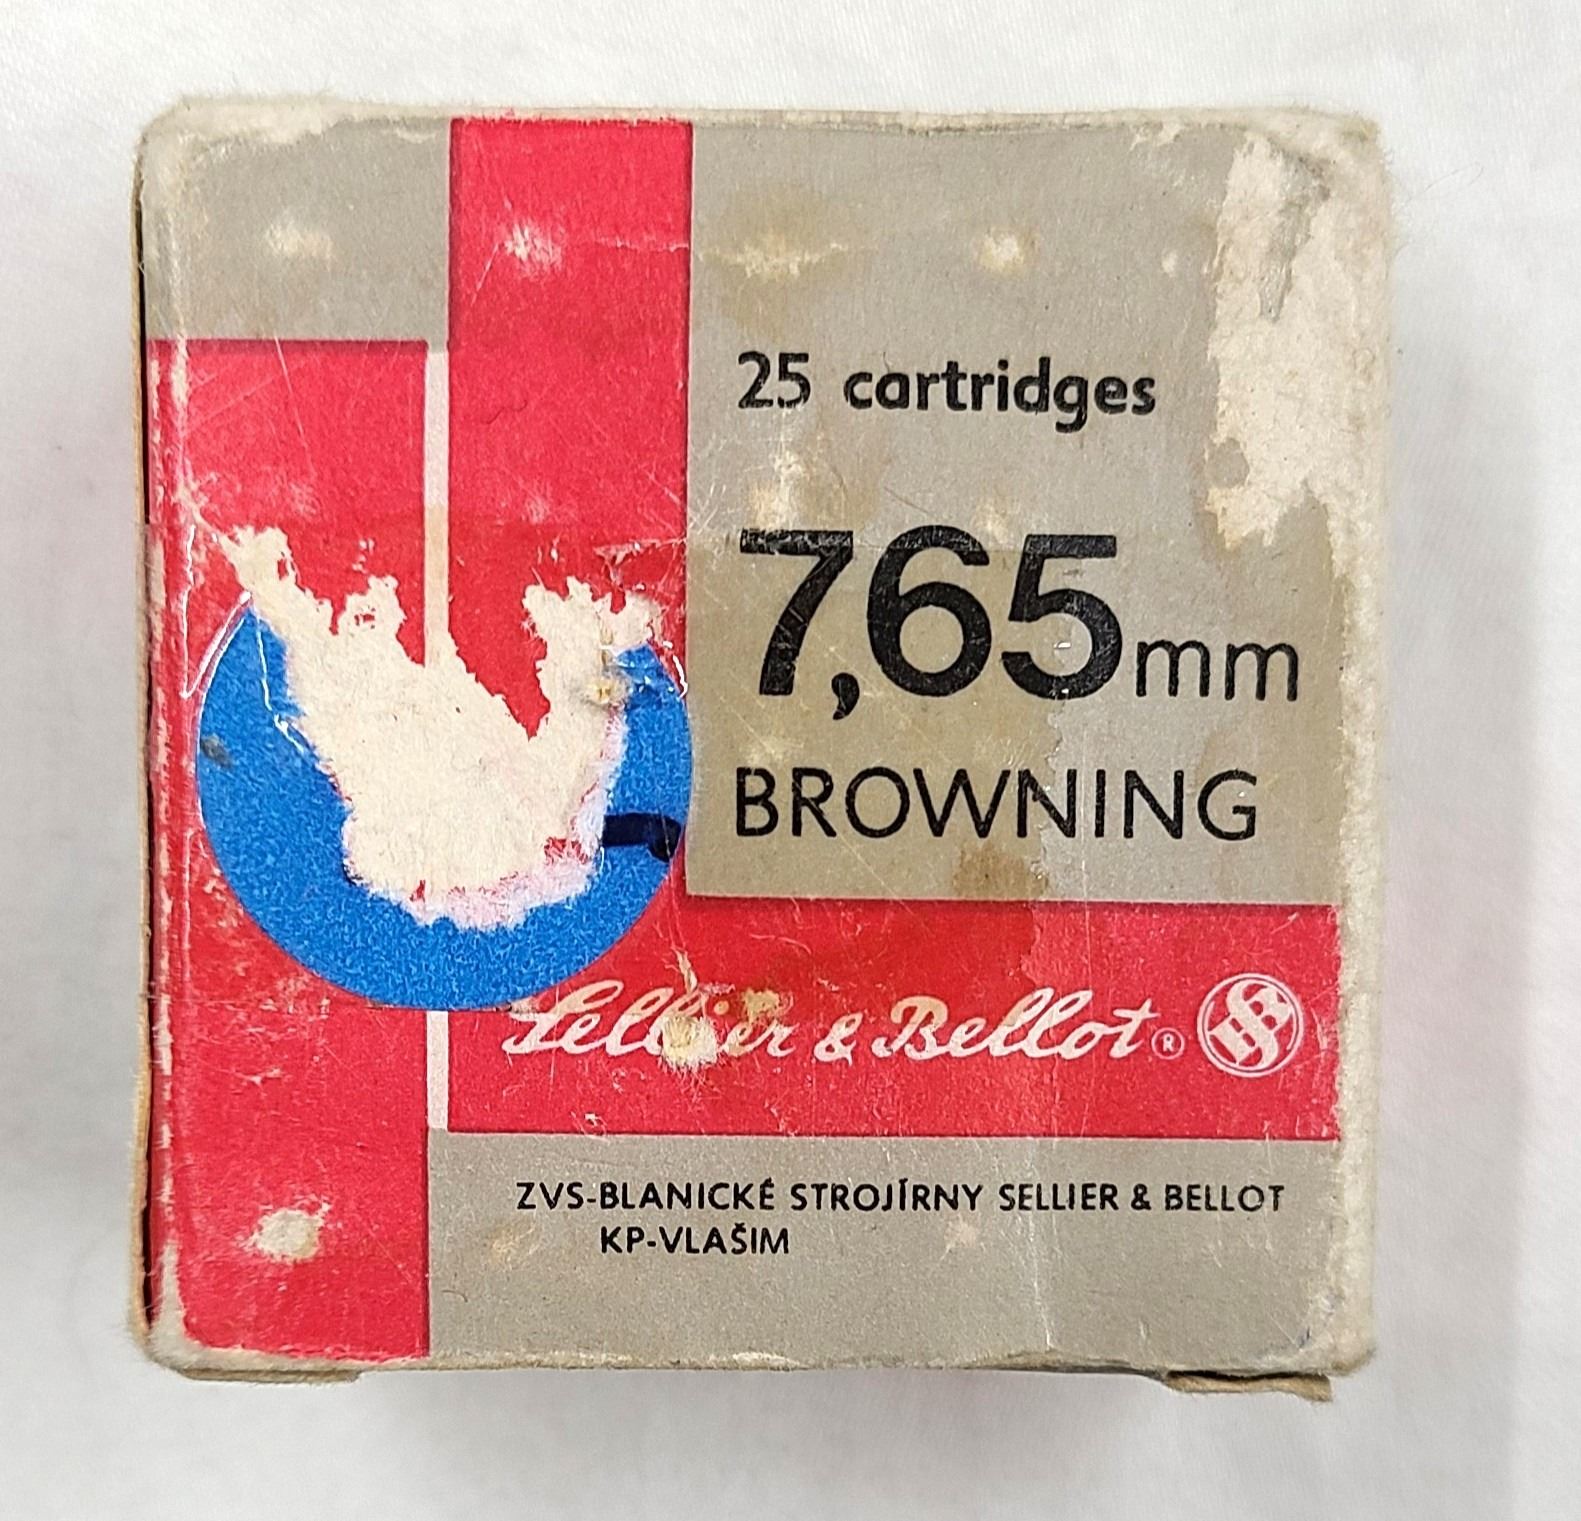 25 cartridges
7,65mm
BROWNING
Sellier & Bellot®
ZVS-BLANICKÉ STROJÍRNY SELLIER & BELLOT
KP-VLAŠIM